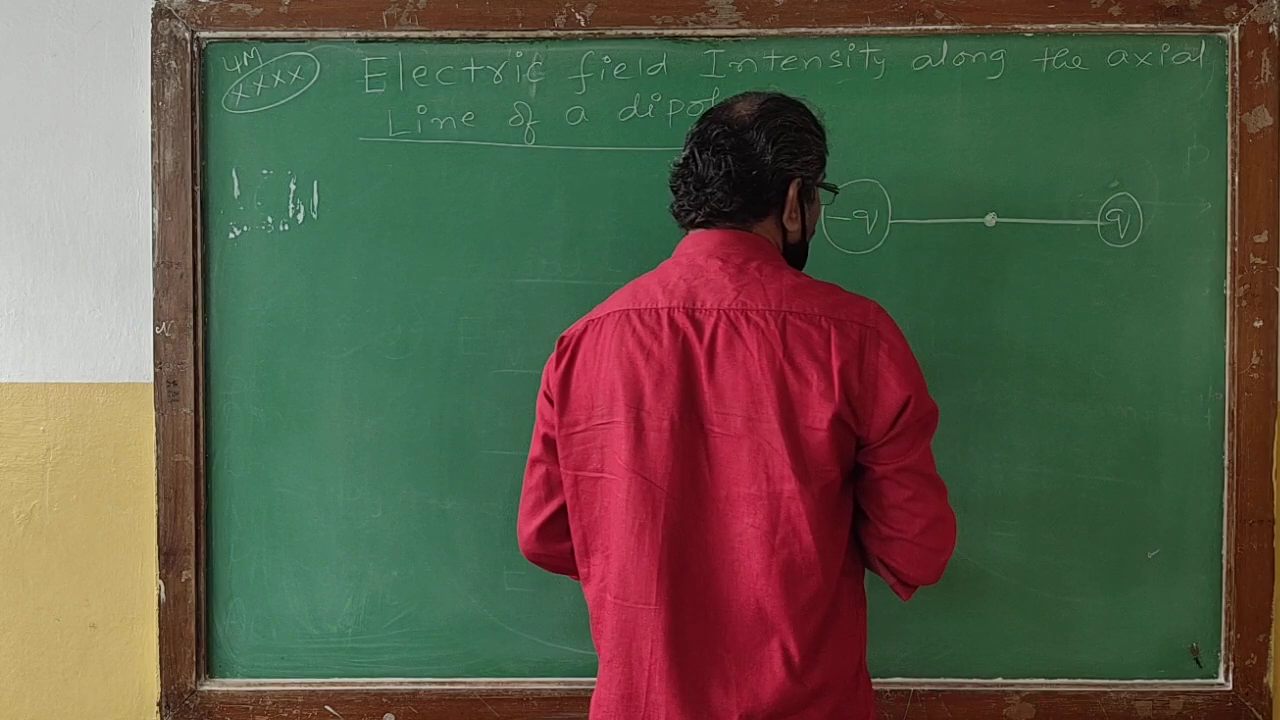 4M
xxxx
Electric field Intensity along the axial
Line of a dipol
-q q